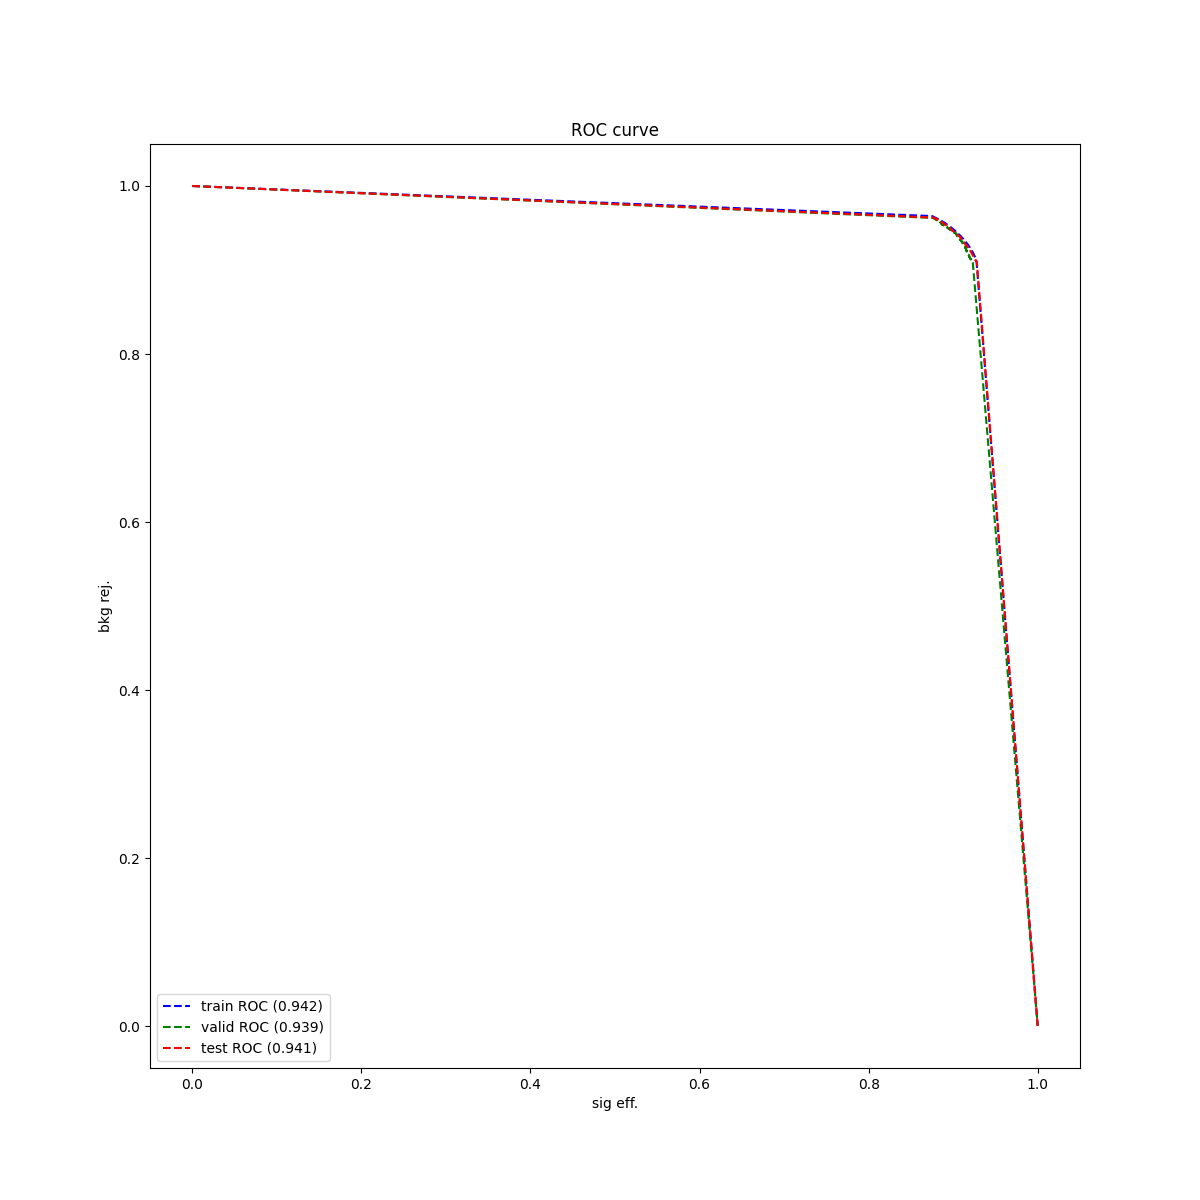 ROC curve
1.0
0.8
0.6
0.4
0.2
0.0
bkg rej.
train ROC (0.942)
valid ROC (0.939)
test ROC (0.941)
0.0 0.2 0.4 0.6 0.8 1.0
sig eff.